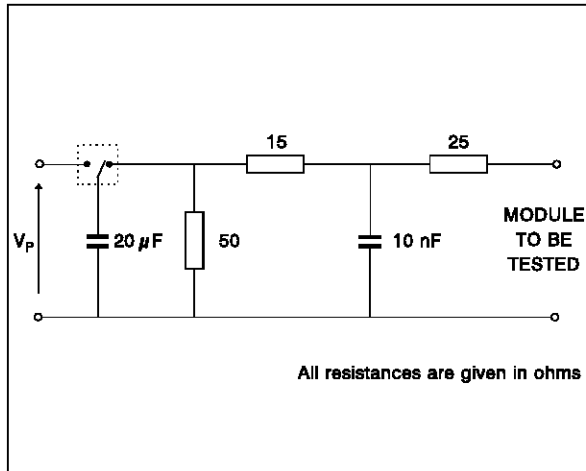 15
25
V_P
20 μF
50
10 nF
MODULE
TO BE
TESTED
All resistances are given in ohms